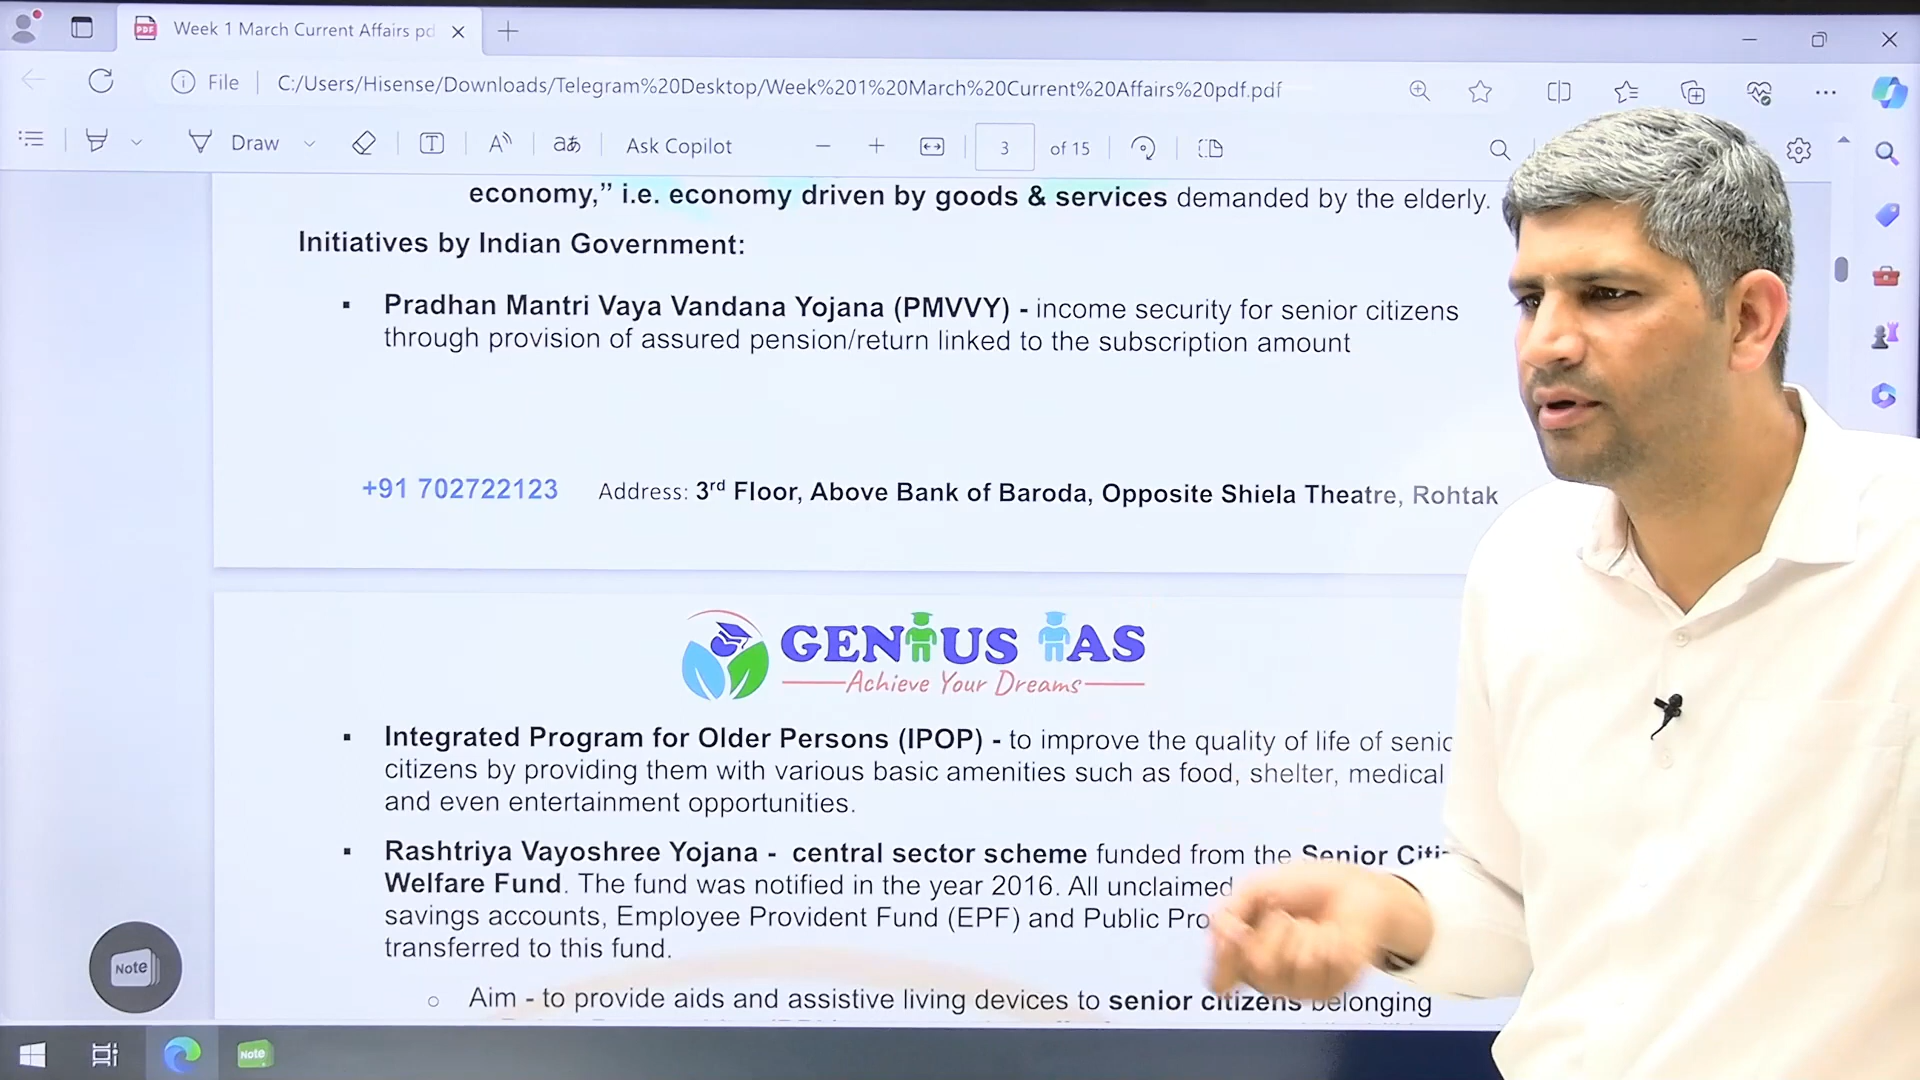 Week 1 March Current Affairs pd
File
C:/Users/Hisense/Downloads/Telegram%20Desktop/Week%201%20March%20Current%20Affairs%20pdf.pdf
Draw
Ask Copilot
3
of 15
economy,” i.e. economy driven by goods & services demanded by the elderly.
Initiatives by Indian Government:
▪ Pradhan Mantri Vaya Vandana Yojana (PMVVY) - income security for senior citizens
through provision of assured pension/return linked to the subscription amount
+91 702722123 Address: 3rd Floor, Above Bank of Baroda, Opposite Shiela Theatre, Rohtak
GENIUS IAS
Achieve Your Dreams
▪ Integrated Program for Older Persons (IPOP) - to improve the quality of life of senio
citizens by providing them with various basic amenities such as food, shelter, medical
and even entertainment opportunities.
▪ Rashtriya Vayoshree Yojana - central sector scheme funded from the Senior Citi
Welfare Fund. The fund was notified in the year 2016. All unclaimed
savings accounts, Employee Provident Fund (EPF) and Public Pro
transferred to this fund.
o Aim - to provide aids and assistive living devices to senior citizens belonging
Note
Note